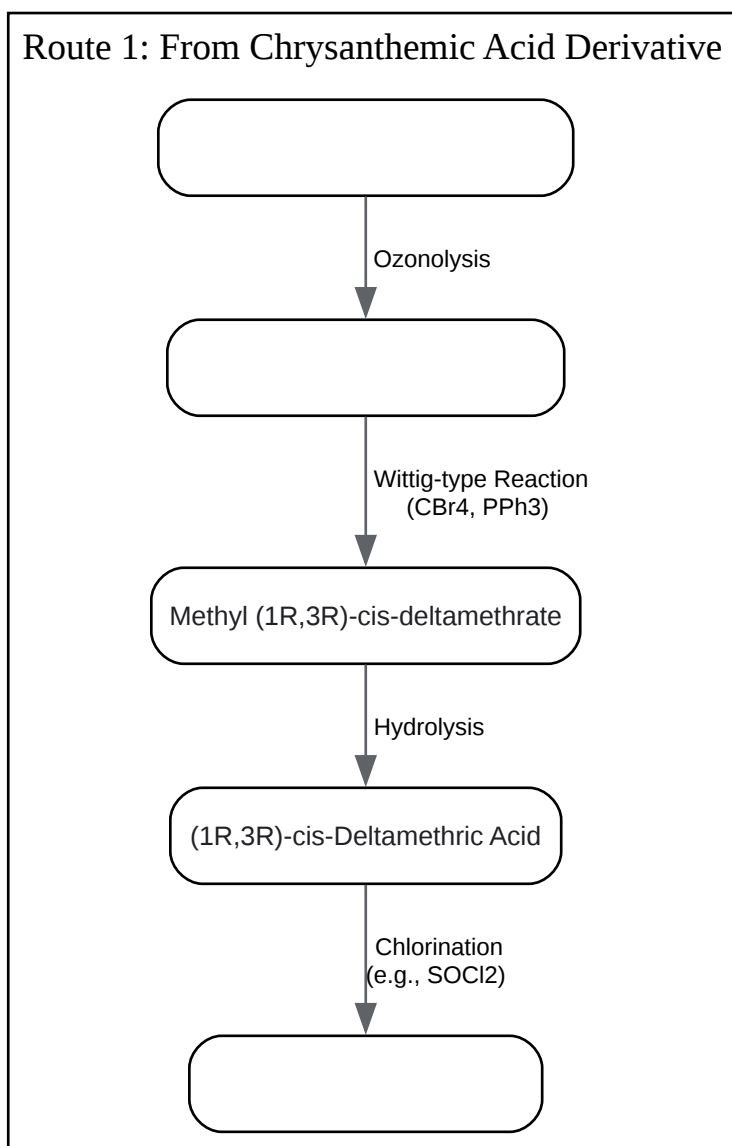 Route 1: From Chrysanthemic Acid Derivative
Ozonolysis
Wittig-type Reaction
(CBr4, PPh3)
Methyl (1R,3R)-cis-deltamethrate
Hydrolysis
(1R,3R)-cis-Deltamethric Acid
Chlorination
(e.g., SOCl2)